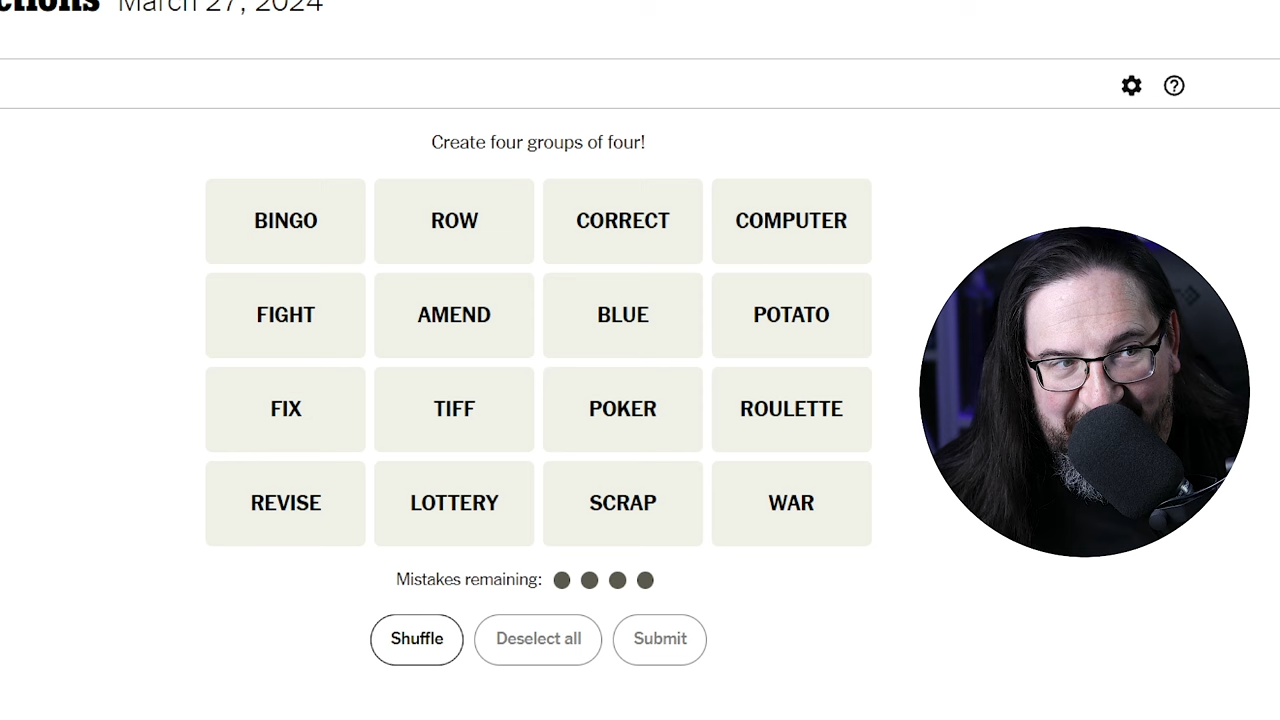 ctions March 27, 2024
Create four groups of four!
BINGO ROW CORRECT COMPUTER
FIGHT AMEND BLUE POTATO
FIX TIFF POKER ROULETTE
REVISE LOTTERY SCRAP WAR
Mistakes remaining:
Shuffle Deselect all Submit